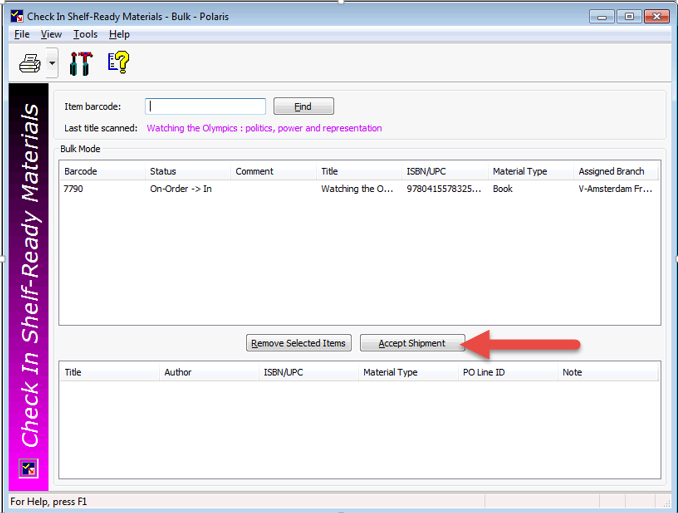 Check In Shelf-Ready Materials - Bulk - Polaris
File View Tools Help
Check In Shelf-Ready Materials
Item barcode: Find
Last title scanned: Watching the Olympics : politics, power and representation
Bulk Mode
Barcode Status Comment Title ISBN/UPC Material Type Assigned Branch
7790 On-Order -> In Watching the O... 9780415578325... Book V-Amsterdam Fr...
Remove Selected Items Accept Shipment
Title Author ISBN/UPC Material Type PO Line ID Note
For Help, press F1